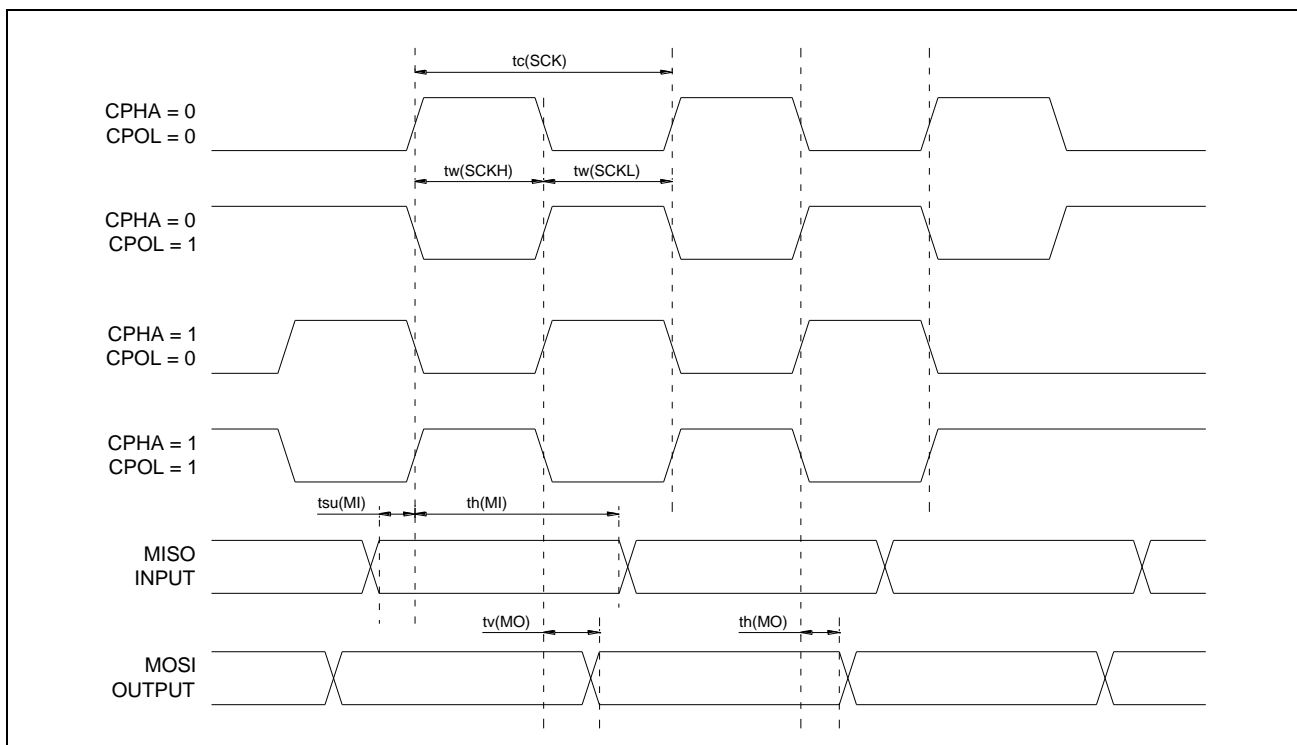 tc(SCK)
CPHA = 0
CPOL = 0
tw(SCKH)
tw(SCKL)
CPHA = 0
CPOL = 1
CPHA = 1
CPOL = 0
CPHA = 1
CPOL = 1
tsu(MI)
th(MI)
MISO
INPUT
tv(MO)
th(MO)
MOSI
OUTPUT